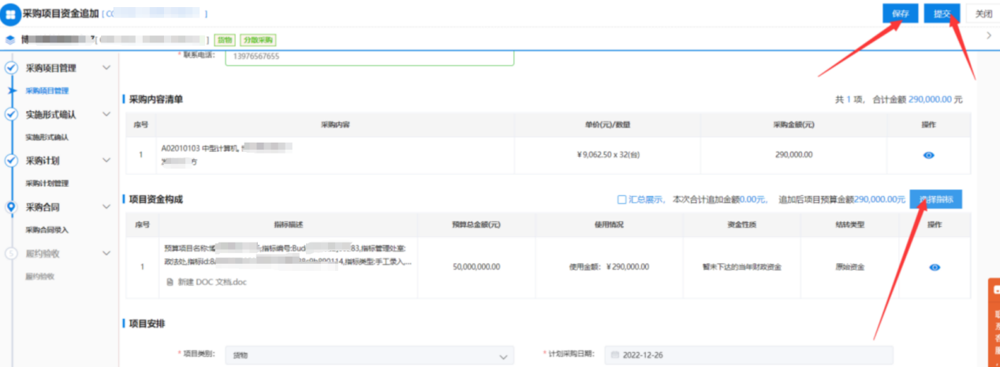 采购项目资金追加 [ CC ]
保存 提交 关闭
博 [ ] 货物 分散采购
* 联系电话: 13976567655
采购项目管理
采购项目管理
实施形式确认
实施形式确认
采购计划
采购计划管理
采购合同
采购合同录入
5 履约验收
履约验收
采购内容清单 共 1 项, 合计金额 290,000.00 元
序号 采购内容 单价(元)/数量 采购金额(元) 操作
1 A02010103 中型计算机, ¥9,062.50 x 32(台) 290,000.00
2 方
项目资金构成 汇总展示, 本次合计追加金额0.00元, 追加后项目预算金额290,000.00元 选择指标
序号 指标描述 预算总金额(元) 使用情况 资金性质 结转类型 操作
预算项目名称: ;指标编号:Bud 83,指标管理处室:
1 政法处,指标id:8 114,指标类型:手工录入,... 50,000,000.00 使用金额: ¥290,000.00 暂未下达的当年财政资金 原始资金
新建 DOC 文档.doc
项目安排
* 项目类别: 货物 * 计划采购日期: 2022-12-26
联
系
客
服